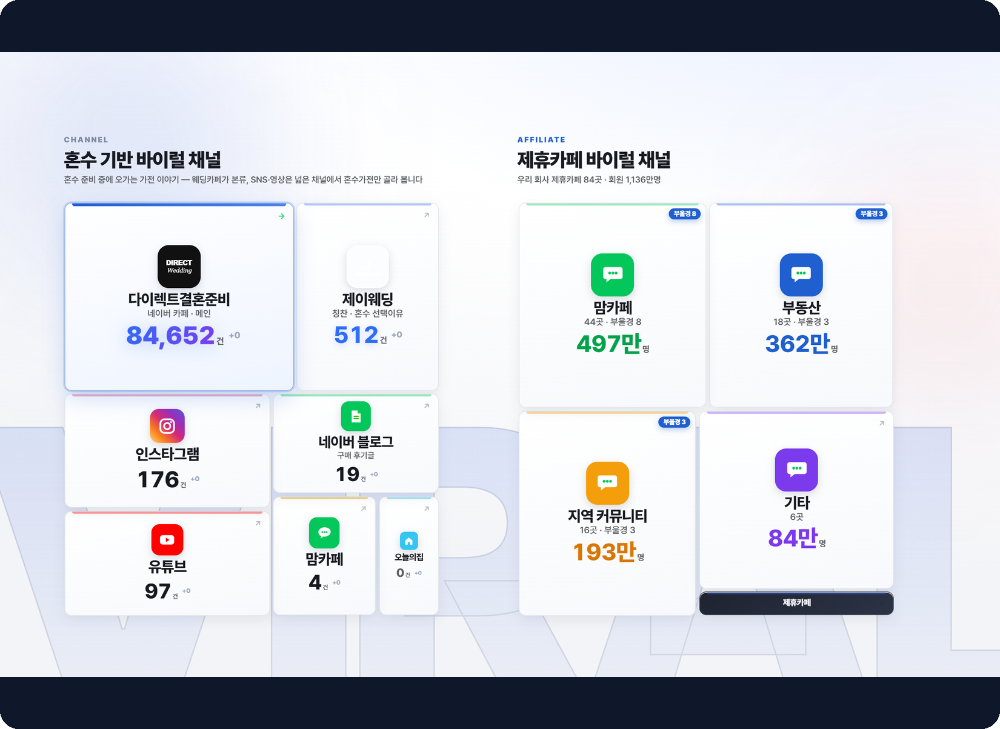 CHANNEL
혼수 기반 바이럴 채널
혼수 준비 중에 오가는 가전 이야기 — 웨딩카페가 본류, SNS·영상은 넓은 채널에서 혼수가전만 골라 봅니다
DIRECT
Wedding
다이렉트결혼준비
네이버 카페 · 메인
84,652건 +0
제이웨딩
칭찬 · 혼수 선택이유
512건 +0
인스타그램
176건 +0
네이버 블로그
구매 후기글
19건 +0
유튜브
97건 +0
맘카페
4건 +0
오늘의집
0건 +0
AFFILIATE
제휴카페 바이럴 채널
우리 회사 제휴카페 84곳 · 회원 1,136만명
부울경 8
맘카페
44곳 · 부울경 8
497만명
부울경 3
부동산
18곳 · 부울경 3
362만명
부울경 3
지역 커뮤니티
16곳 · 부울경 3
193만명
기타
6곳
84만명
제휴카페
VIRAL